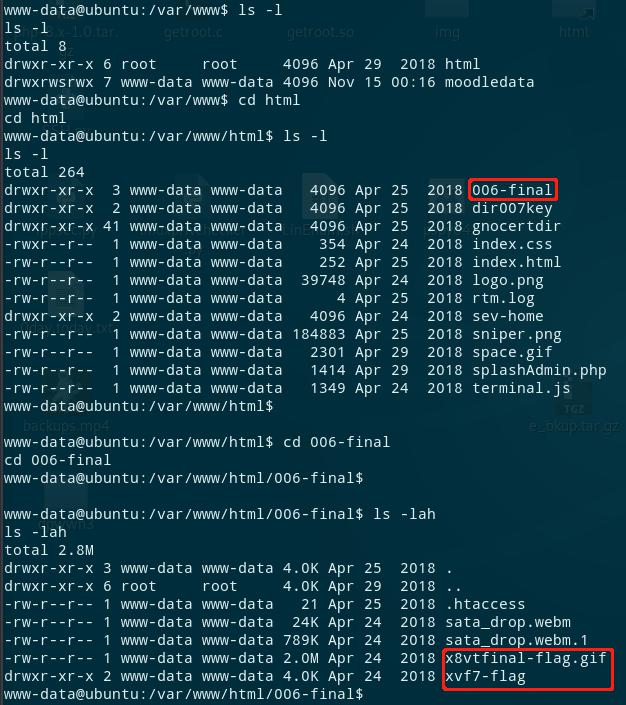 www-data@ubuntu:/var/www$ ls -l
ls -l
total 8
drwxr-xr-x 6 root     root     4096 Apr 29  2018 html
drwxrwsrwx 7 www-data www-data 4096 Nov 15 00:16 moodledata
www-data@ubuntu:/var/www$ cd html
cd html
www-data@ubuntu:/var/www/html$ ls -l
ls -l
total 264
drwxr-xr-x  3 www-data www-data   4096 Apr 25  2018 006-final
drwxr-xr-x  2 www-data www-data   4096 Apr 25  2018 dir007key
drwxr-xr-x 41 www-data www-data   4096 Apr 25  2018 gnocertdir
-rwxr--r--  1 www-data www-data    354 Apr 24  2018 index.css
-rwxr--r--  1 www-data www-data    252 Apr 25  2018 index.html
-rw-r--r--  1 www-data www-data  39748 Apr 24  2018 logo.png
-rw-r--r--  1 www-data www-data      4 Apr 25  2018 rtm.log
drwxr-xr-x  2 www-data www-data   4096 Apr 24  2018 sev-home
-rw-r--r--  1 www-data www-data 184883 Apr 25  2018 sniper.png
-rw-r--r--  1 www-data www-data   2301 Apr 29  2018 space.gif
-rw-r--r--  1 www-data www-data   1414 Apr 29  2018 splashAdmin.php
-rw-r--r--  1 www-data www-data   1349 Apr 24  2018 terminal.js
www-data@ubuntu:/var/www/html$
backups.mp4
www-data@ubuntu:/var/www/html$ cd 006-final
cd 006-final
www-data@ubuntu:/var/www/html/006-final$
www-data@ubuntu:/var/www/html/006-final$ ls -lah
ls -lah
total 2.8M
drwxr-xr-x 3 www-data www-data 4.0K Apr 25  2018 .
drwxr-xr-x 6 root     root     4.0K Apr 29  2018 ..
-rw-r--r-- 1 www-data www-data   21 Apr 25  2018 .htaccess
-rw-r--r-- 1 www-data www-data  24K Apr 24  2018 sata_drop.webm
-rw-r--r-- 1 www-data www-data 789K Apr 24  2018 sata_drop.webm.1
-rw-r--r-- 1 www-data www-data 2.0M Apr 24  2018 x8vtfinal-flag.gif
drwxr-xr-x 2 www-data www-data 4.0K Apr 24  2018 xvf7-flag
www-data@ubuntu:/var/www/html/006-final$